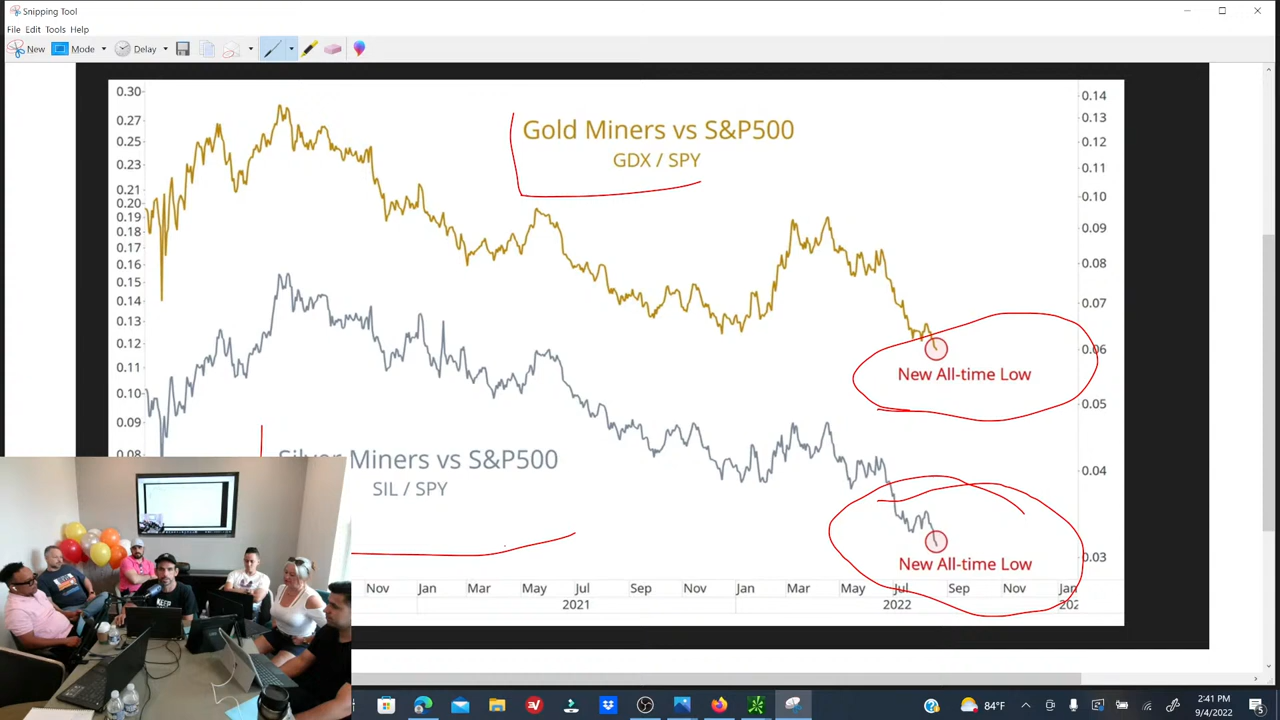 Snipping Tool
File Edit Tools Help
New Mode Delay
0.30
0.27
0.25
0.23
0.21
0.20
0.19
0.18
0.17
0.16
0.15
0.14
0.13
0.12
0.11
0.10
0.09
0.08
Gold Miners vs S&P500
GDX / SPY
0.14
0.13
0.12
0.11
0.10
0.09
0.08
0.07
0.06
0.05
0.04
0.03
New All-time Low
Silver Miners vs S&P500
SIL / SPY
New All-time Low
Nov Jan Mar May Jul Sep Nov Jan Mar May Jul Sep Nov Jan
2021 2022 202
84°F
2:41 PM
9/4/2022